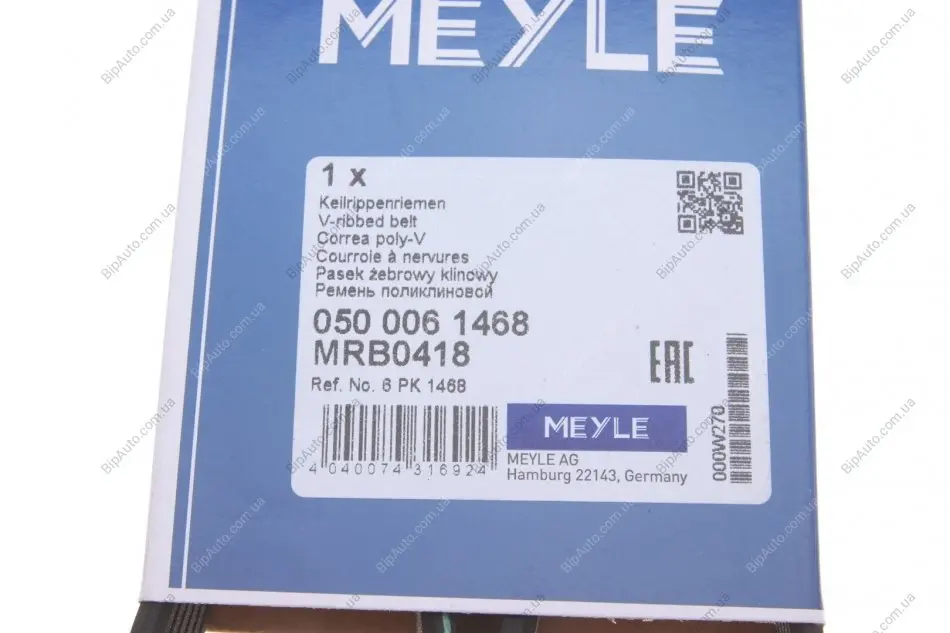 MEYLE
1 x
Keilrippenriemen
V-ribbed belt
Correa poly-V
Courroie à nervures
Pasek żebrowy klinowy
Ремень поликлиновой
050 006 1468
MRB0418
Ref. No. 6 PK 1468
EAC
4 040074 316924
MEYLE
MEYLE AG
Hamburg 22143, Germany
000W270
BipAuto.com.ua